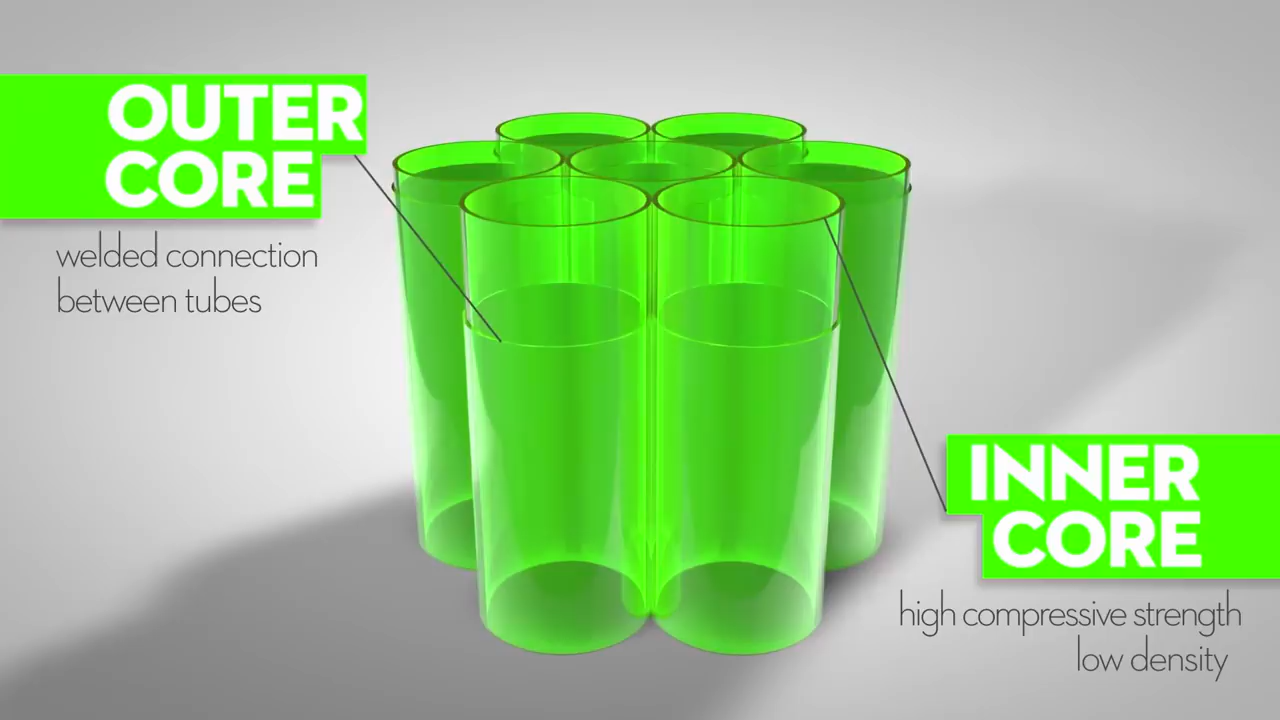 OUTER
CORE
welded connection
between tubes
INNER
CORE
high compressive strength
low density